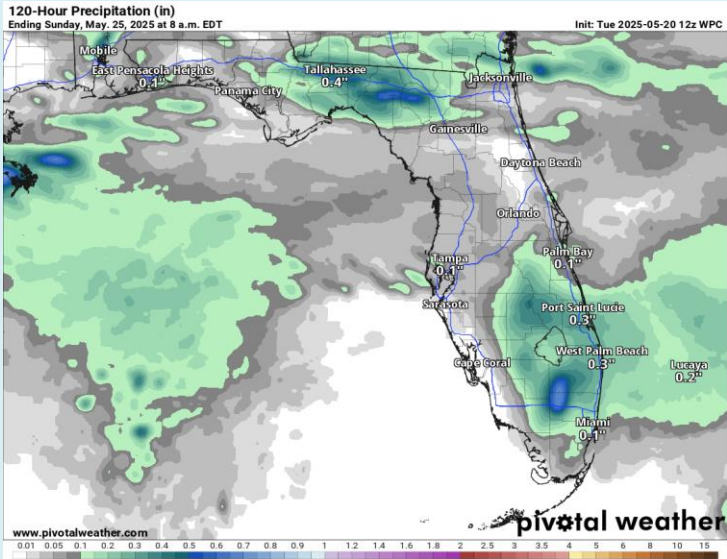 120-Hour Precipitation (in)
Ending Sunday, May. 25, 2025 at 8 a.m. EDT
Init: Tue 2025-05-20 12z WPC
Mobile
East Pensacola Heights
0.1"
Panama City
Tallahassee
0.4"
Jacksonville
Gainesville
Daytona Beach
Orlando
Tampa
0.1"
Palm Bay
0.1"
Sarasota
Port Saint Lucie
0.3"
West Palm Beach
0.3"
Cape Coral
Lucaya
0.2"
Miami
0.1"
www.pivotalweather.com
pivotal weather
0.01 0.05 0.1 0.2 0.3 0.4 0.5 0.6 0.7 0.8 0.9 1 1.2 1.4 1.6 1.8 2 2.5 3 3.5 4 5 6 7 8 9 10 15